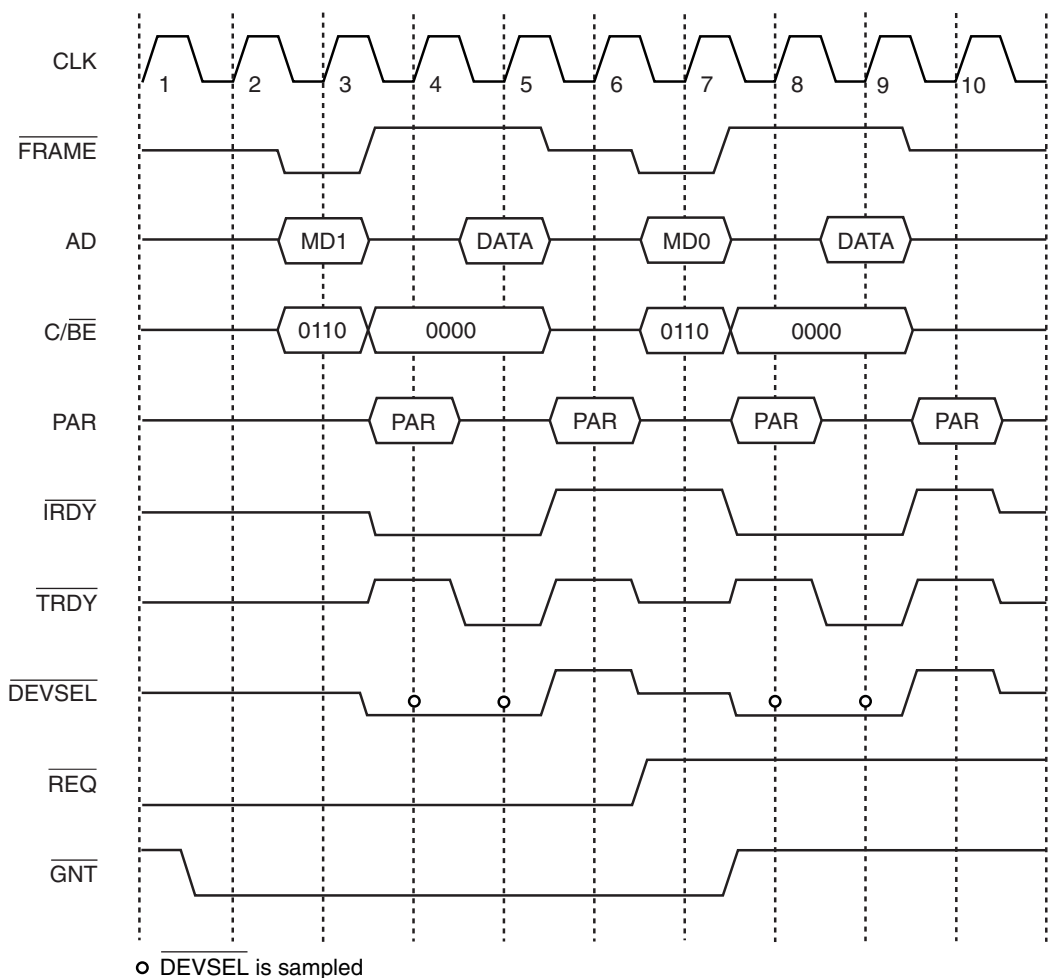 CLK
1 2 3 4 5 6 7 8 9 10
FRAME
AD
MD1 DATA MD0 DATA
C/BE
0110 0000 0110 0000
PAR
PAR PAR PAR PAR
IRDY
TRDY
DEVSEL
REQ
GNT
DEVSEL is sampled